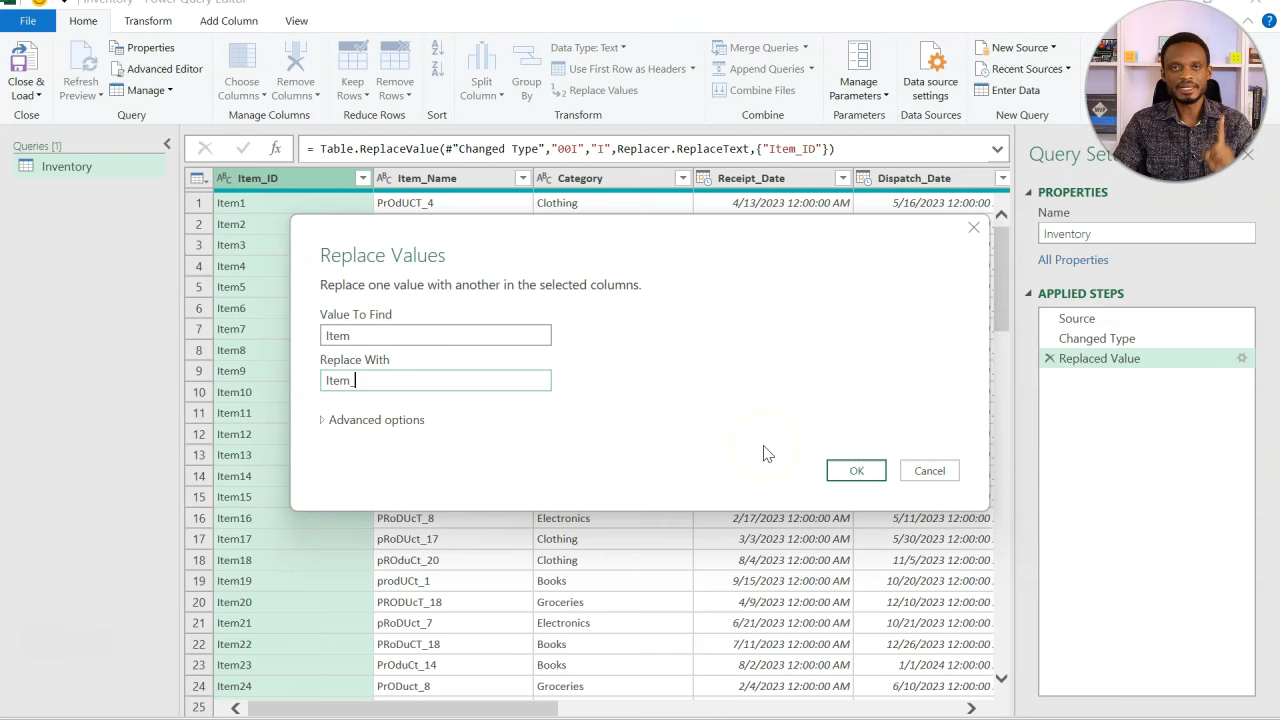 Inventory - Power Query Editor
File Home Transform Add Column View
Close & Load
Close
Refresh Preview
Properties
Advanced Editor
Manage
Query
Choose Columns
Remove Columns
Manage Columns
Keep Rows
Remove Rows
Reduce Rows
Sort
Split Column
Group By
Data Type: Text
Use First Row as Headers
Replace Values
Transform
Merge Queries
Append Queries
Combine Files
Combine
Manage Parameters
Parameters
Data source settings
Data Sources
New Source
Recent Sources
Enter Data
New Query
Queries [1]
Inventory
fx = Table.ReplaceValue(#"Changed Type","00I","I",Replacer.ReplaceText,{"Item_ID"})
Item_ID Item_Name Category Receipt_Date Dispatch_Date
1 Item1 PrOdUCT_4 Clothing 4/13/2023 12:00:00 AM 5/16/2023 12:00:00
2 Item2
3 Item3
4 Item4
5 Item5
6 Item6
7 Item7
8 Item8
9 Item9
10 Item10
11 Item11
12 Item12
13 Item13
14 Item14
15 Item15
16 Item16 PRoDUcT_8 Electronics 2/17/2023 12:00:00 AM 5/11/2023 12:00:00
17 Item17 pRoDUct_17 Clothing 3/3/2023 12:00:00 AM 5/30/2023 12:00:00
18 Item18 pROduCt_20 Clothing 8/4/2023 12:00:00 AM 11/5/2023 12:00:00
19 Item19 prodUCt_1 Books 9/15/2023 12:00:00 AM 10/20/2023 12:00:00
20 Item20 PRODUcT_18 Groceries 4/9/2023 12:00:00 AM 12/10/2023 12:00:00
21 Item21 pRoDUct_7 Electronics 6/21/2023 12:00:00 AM 10/21/2023 12:00:00
22 Item22 PRoDuCT_18 Books 7/11/2023 12:00:00 AM 12/26/2023 12:00:00
23 Item23 PrOduCt_14 Books 8/2/2023 12:00:00 AM 1/1/2024 12:00:00
24 Item24 PrODuct_8 Groceries 2/4/2023 12:00:00 AM 6/10/2023 12:00:00
25
Replace Values
Replace one value with another in the selected columns.
Value To Find
Item
Replace With
Item_
Advanced options
OK Cancel
Query Set
PROPERTIES
Name
Inventory
All Properties
APPLIED STEPS
Source
Changed Type
Replaced Value